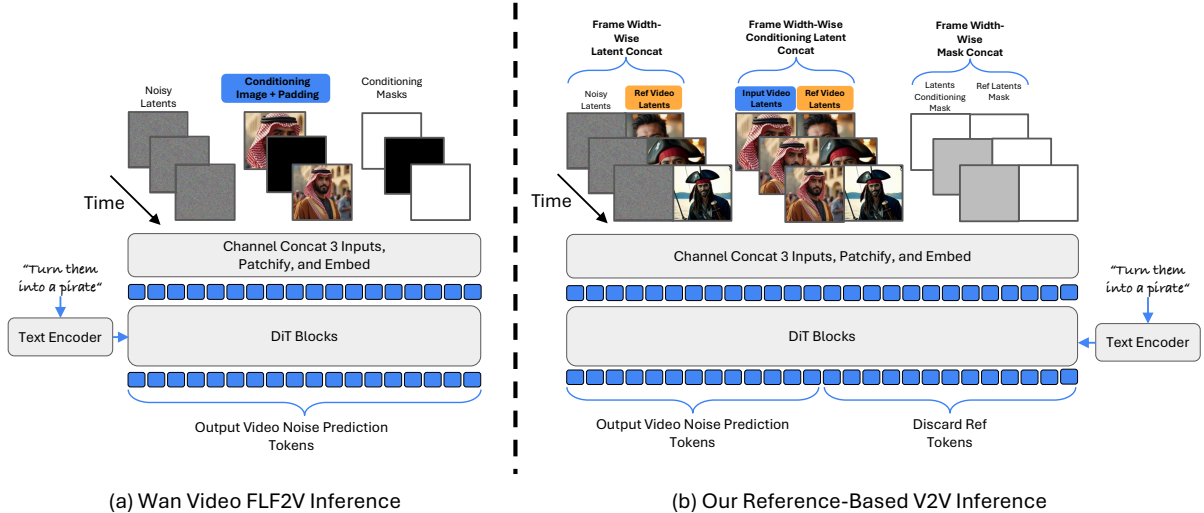 Noisy
Latents
Conditioning
Image + Padding
Conditioning
Masks
Time
Channel Concat 3 Inputs,
Patchify, and Embed
“Turn them
into a pirate“
Text Encoder
DiT Blocks
Output Video Noise Prediction
Tokens
(a) Wan Video FLF2V Inference
Frame Width-
Wise
Latent Concat
Frame Width-Wise
Conditioning Latent
Concat
Frame Width-
Wise
Mask Concat
Noisy
Latents
Ref Video
Latents
Input Video
Latents
Ref Video
Latents
Latents
Conditioning
Mask
Ref Latents
Mask
Time
Channel Concat 3 Inputs, Patchify, and Embed
“Turn them
into a pirate“
DiT Blocks
Text Encoder
Output Video Noise Prediction
Tokens
Discard Ref
Tokens
(b) Our Reference-Based V2V Inference